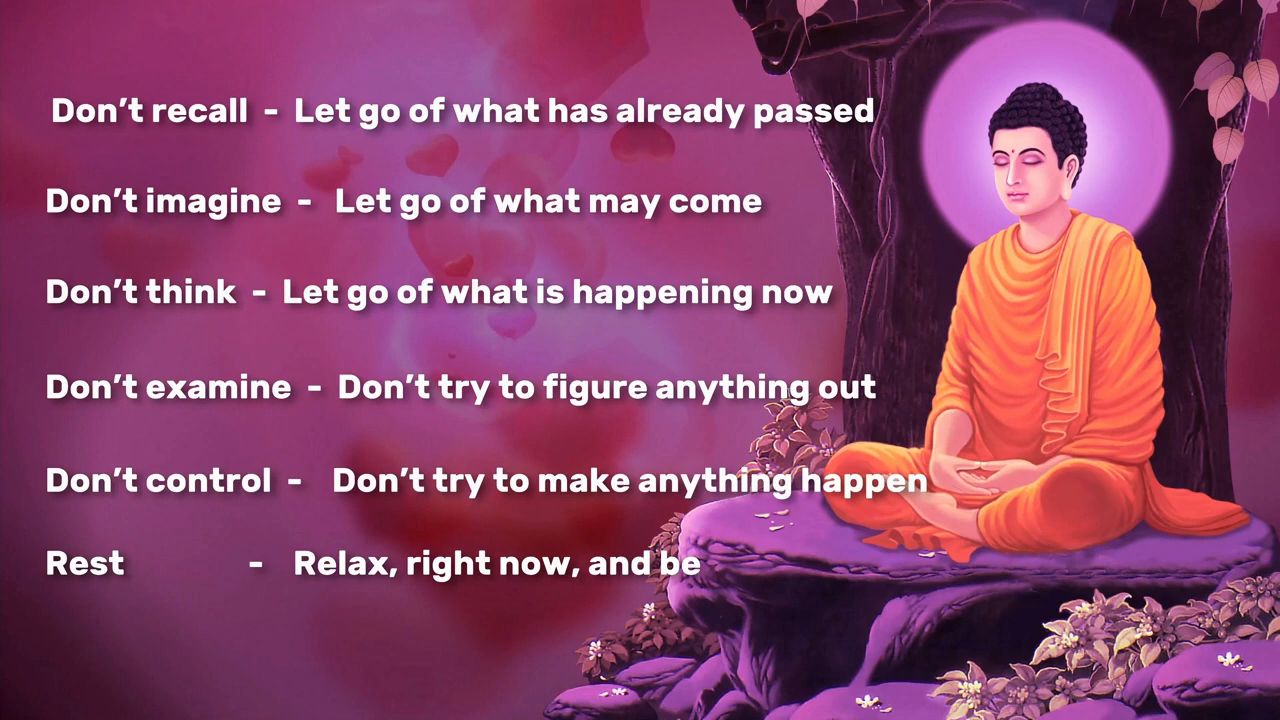 Don’t recall - Let go of what has already passed
Don’t imagine - Let go of what may come
Don’t think - Let go of what is happening now
Don’t examine - Don’t try to figure anything out
Don’t control - Don’t try to make anything happen
Rest - Relax, right now, and be